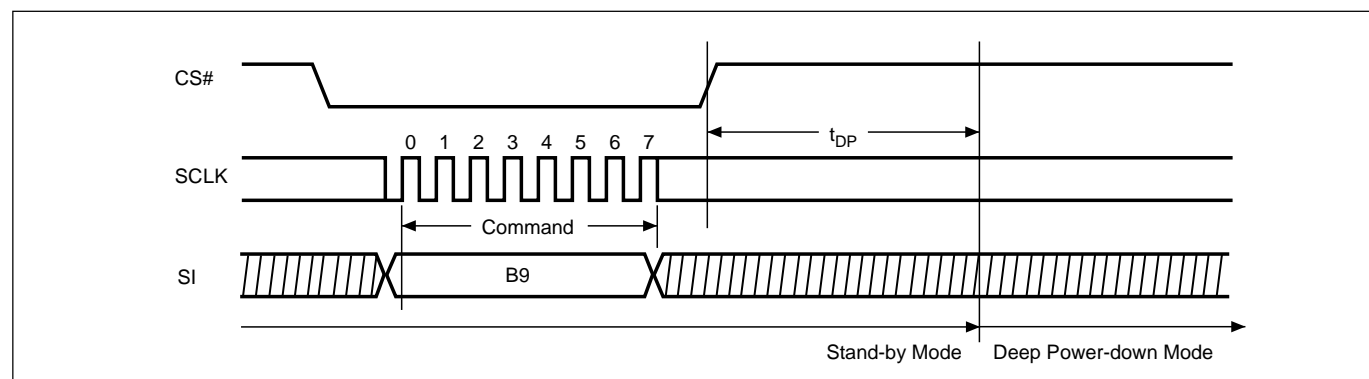 CS#
tDP
0 1 2 3 4 5 6 7
SCLK
Command
SI
B9
Stand-by Mode Deep Power-down Mode